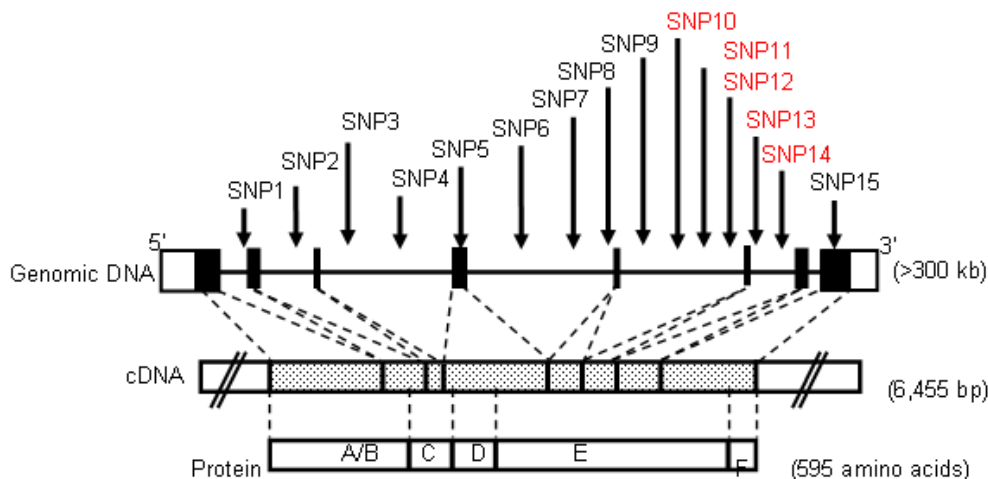 SNP10
SNP9
SNP11
SNP8
SNP12
SNP7
SNP3
SNP6
SNP13
SNP2
SNP5
SNP14
SNP4
SNP1
SNP15
5'
3'
Genomic DNA
(>300 kb)
cDNA
(6,455 bp)
A/B
C
D
E
F
Protein
(595 amino acids)